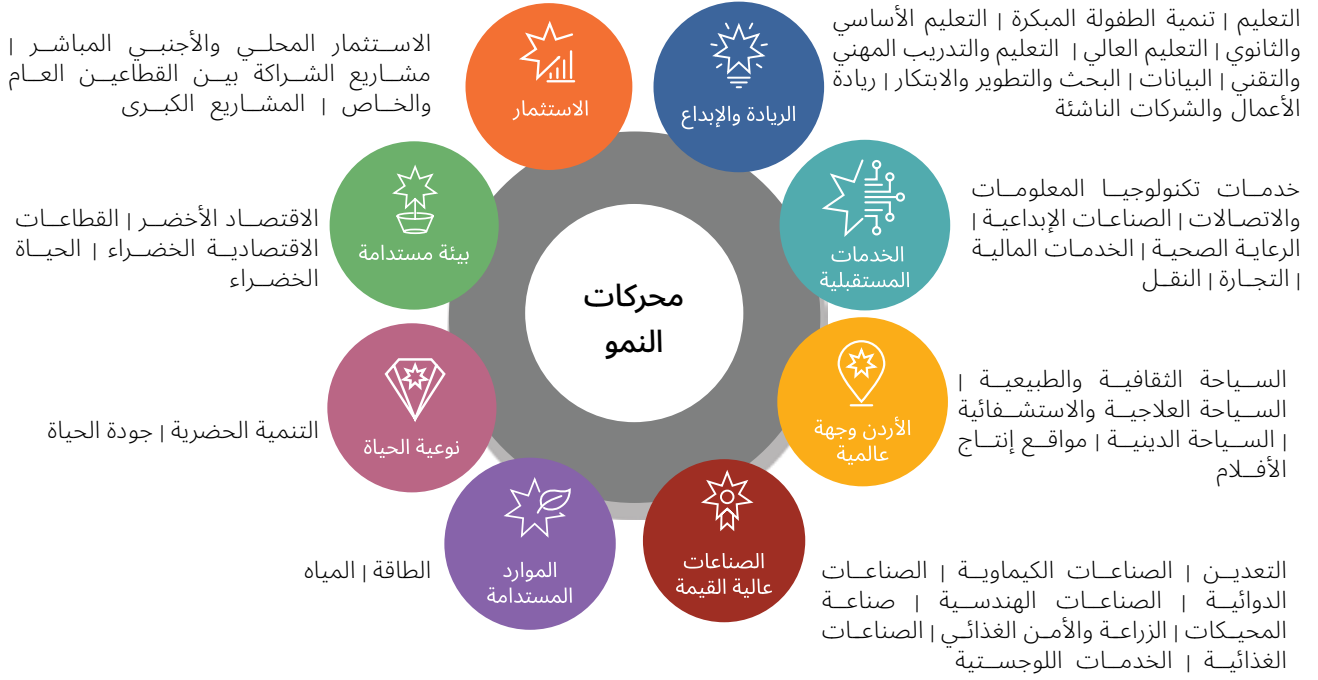 محركات
النمو
الريادة والإبداع
التعليم | تنمية الطفولة المبكرة | التعليم الأساسي
والثانوي | التعليم العالي | التعليم والتدريب المهني
والتقني | البيانات | البحث والتطوير والابتكار | ريادة
الأعمال والشركات الناشئة
الخدمات
المستقبلية
خدمـات تكنولوجيـا المعلومـات
والاتصـالات | الصناعـات الإبداعيـة |
الرعايـة الصحيـة | الخدمـات الماليـة
| التجـارة | النقـل
الأردن وجهة
عالمية
السـياحة الثقافيـة والطبيعيـة |
السـياحة العلاجيـة والاستشـفائية
| السـياحة الدينيـة | مواقـع إنتـاج
الأفـلام
الصناعات
عالية القيمة
التعديـن | الصناعـات الكيماويـة | الصناعـات
الدوائيـة | الصناعـات الهندسـية | صناعـة
المحيـكات | الزراعـة والأمـن الغذائـي | الصناعـات
الغذائيـة | الخدمـات اللوجسـتية
الموارد
المستدامة
الطاقة | المياه
نوعية الحياة
التنمية الحضرية | جودة الحياة
بيئة مستدامة
الاقتصـاد الأخضـر | القطاعـات
الاقتصاديـة الخضـراء | الحيـاة
الخضـراء
الاستثمار
الاسـتثمار المحلـي والأجنبـي المباشـر |
مشـاريع الشـراكة بيـن القطاعيـن العـام
والخـاص | المشـاريع الكبـرى